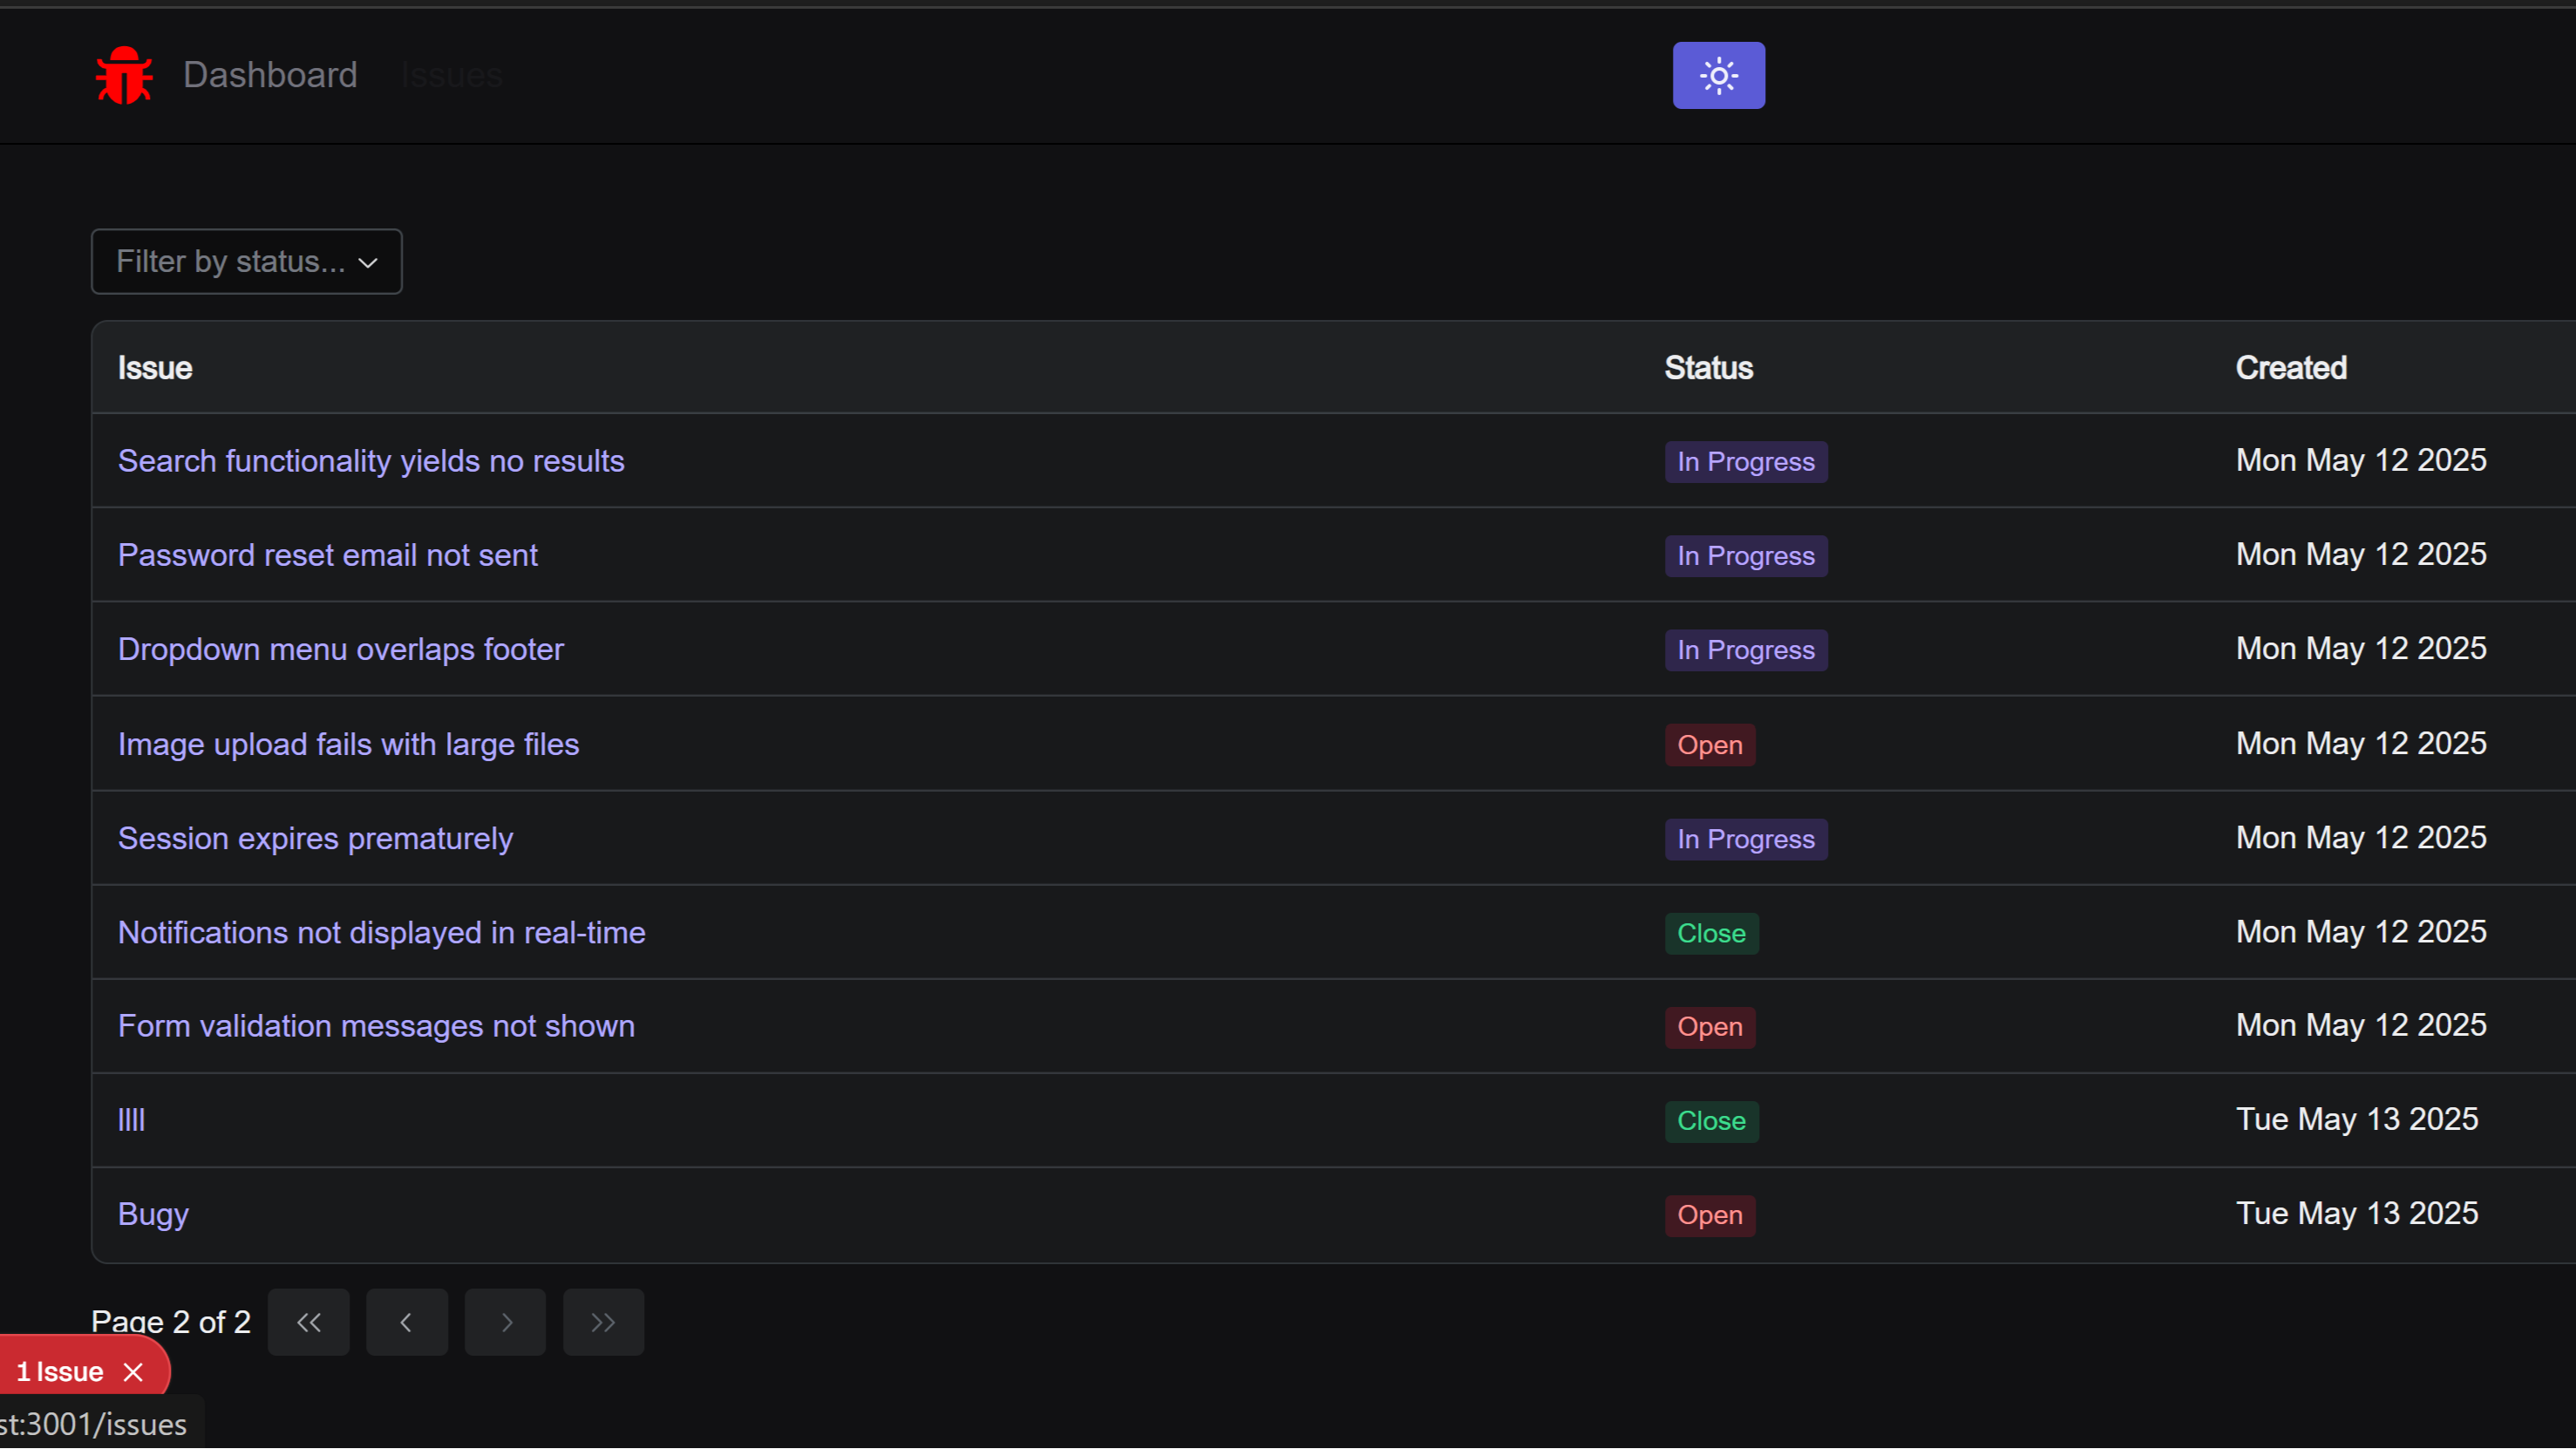 Dashboard Issues
Filter by status...
Issue Status Created
Search functionality yields no results In Progress Mon May 12 2025
Password reset email not sent In Progress Mon May 12 2025
Dropdown menu overlaps footer In Progress Mon May 12 2025
Image upload fails with large files Open Mon May 12 2025
Session expires prematurely In Progress Mon May 12 2025
Notifications not displayed in real-time Close Mon May 12 2025
Form validation messages not shown Open Mon May 12 2025
llll Close Tue May 13 2025
Bugy Open Tue May 13 2025
Page 2 of 2
1 Issue
st:3001/issues